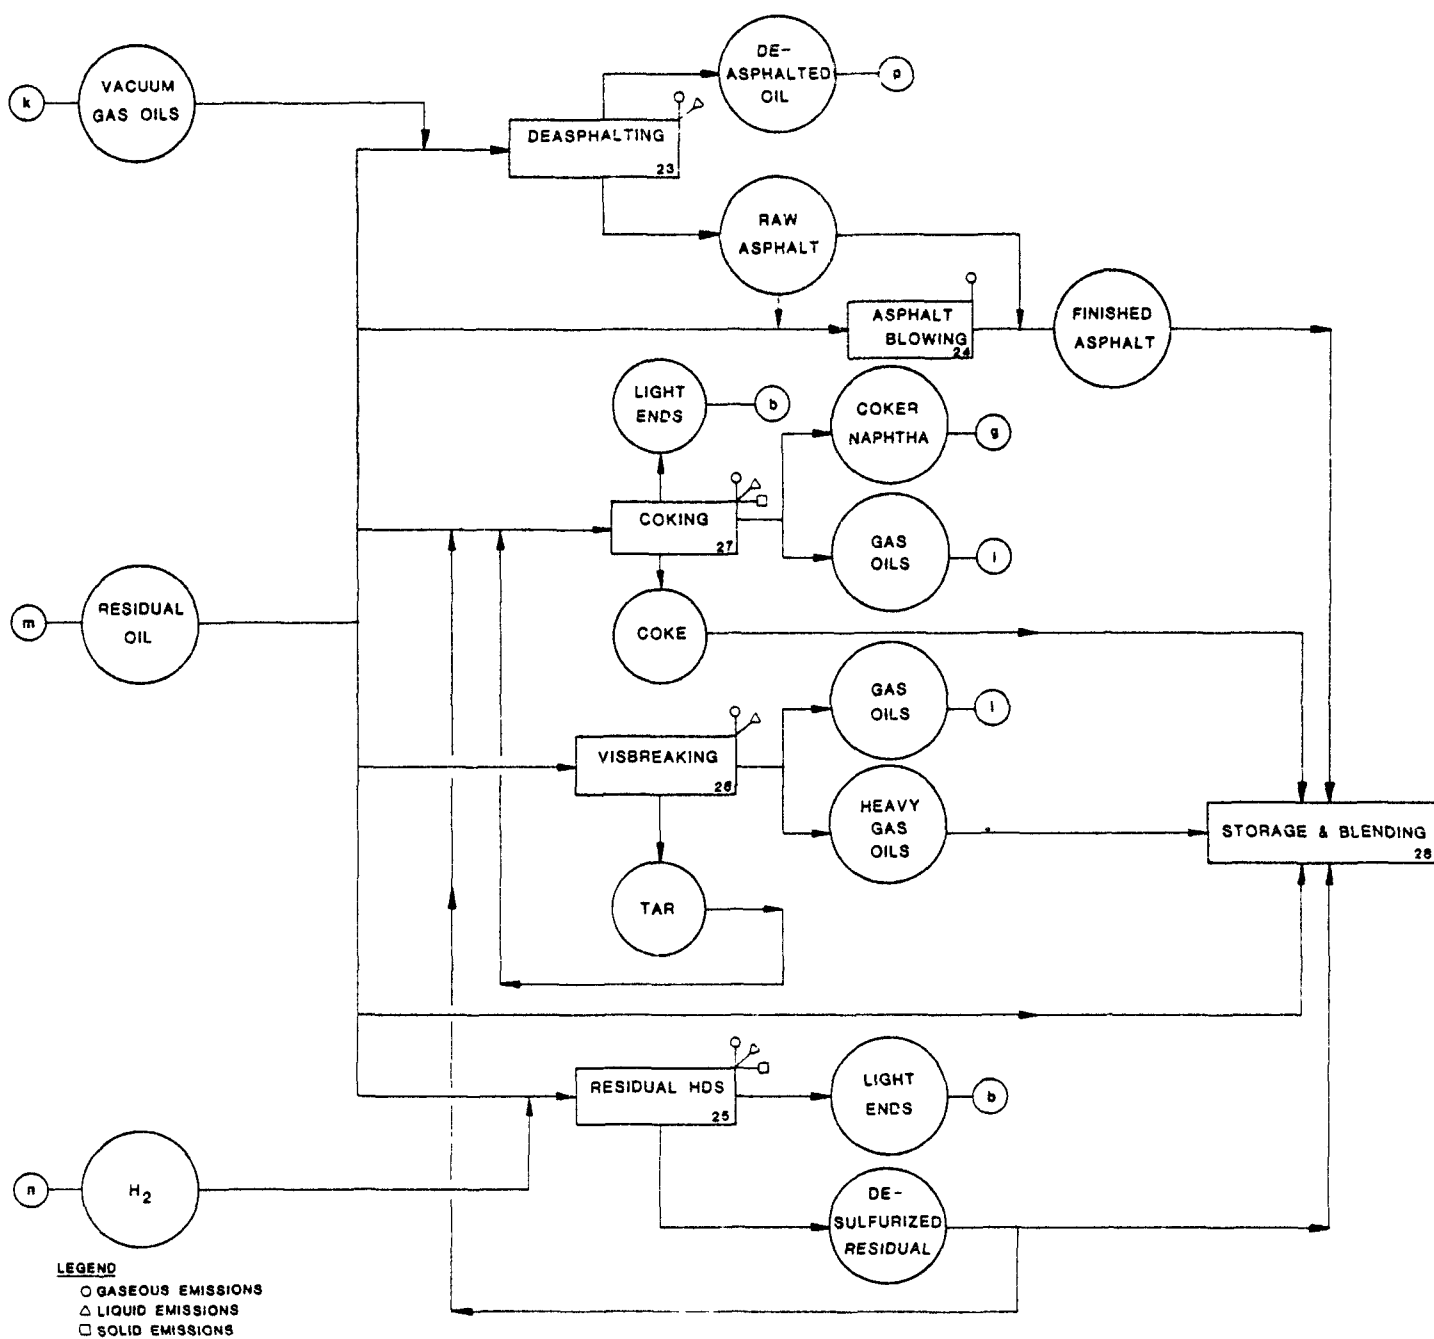 DE-
ASPHALTED
OIL
p
k
VACUUM
GAS OILS
DEASPHALTING
23
RAW
ASPHALT
ASPHALT
BLOWING
24
FINISHED
ASPHALT
LIGHT
ENDS
b
COKER
NAPHTHA
g
COKING
27
GAS
OILS
m
RESIDUAL
OIL
COKE
GAS
OILS
VISBREAKING
26
HEAVY
GAS
OILS
STORAGE & BLENDING
28
TAR
RESIDUAL HDS
25
LIGHT
ENDS
b
n
H₂
DE-
SULFURIZED
RESIDUAL
LEGEND
GASEOUS EMISSIONS
LIQUID EMISSIONS
SOLID EMISSIONS